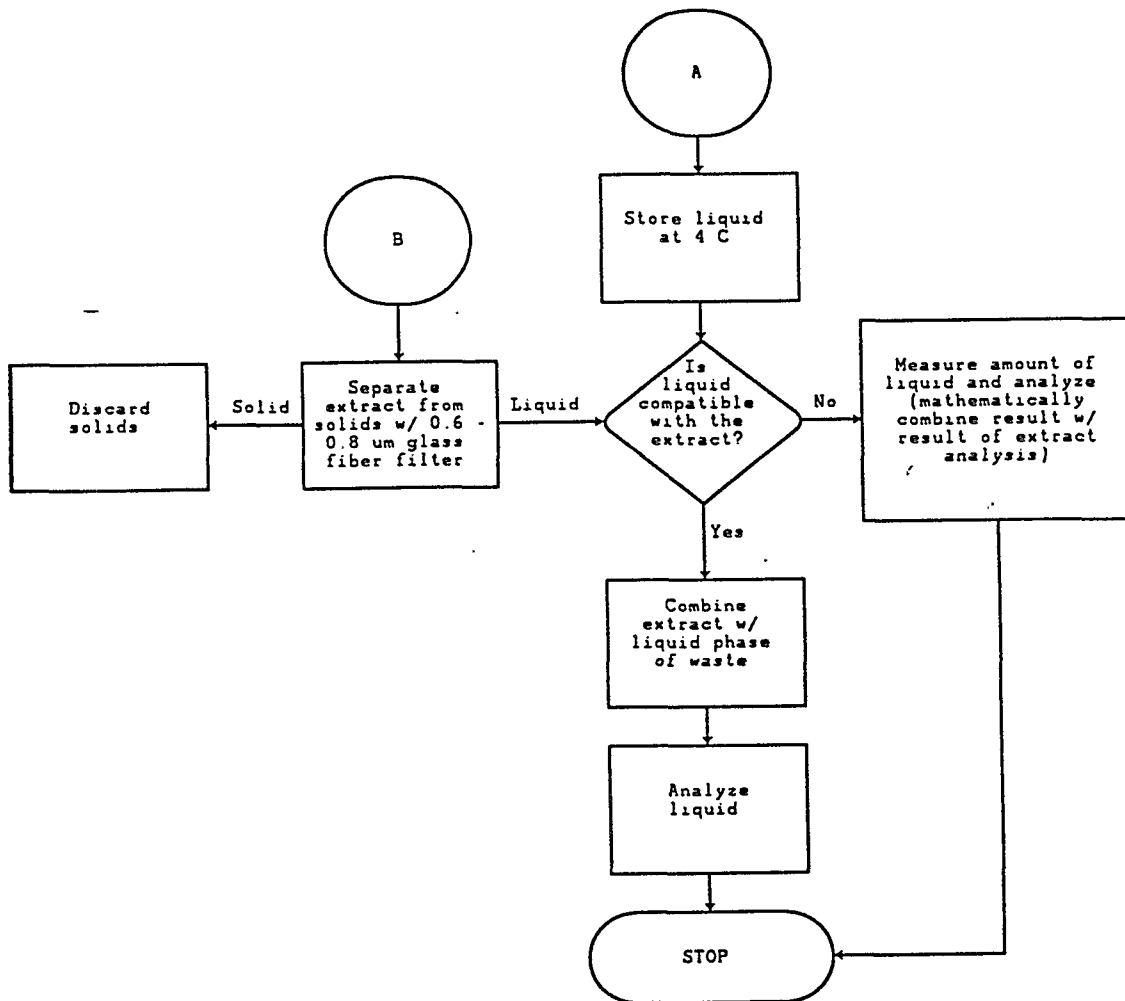 A
Store liquid
at 4 C
B
Discard
solids
Solid
Separate
extract from
solids w/ 0.6 -
0.8 um glass
fiber filter
Liquid
Is
liquid
compatible
with the
extract?
No
Measure amount of
liquid and analyze
(mathematically
combine result w/
result of extract
analysis)
Yes
Combine
extract w/
liquid phase
of waste
Analyze
liquid
STOP